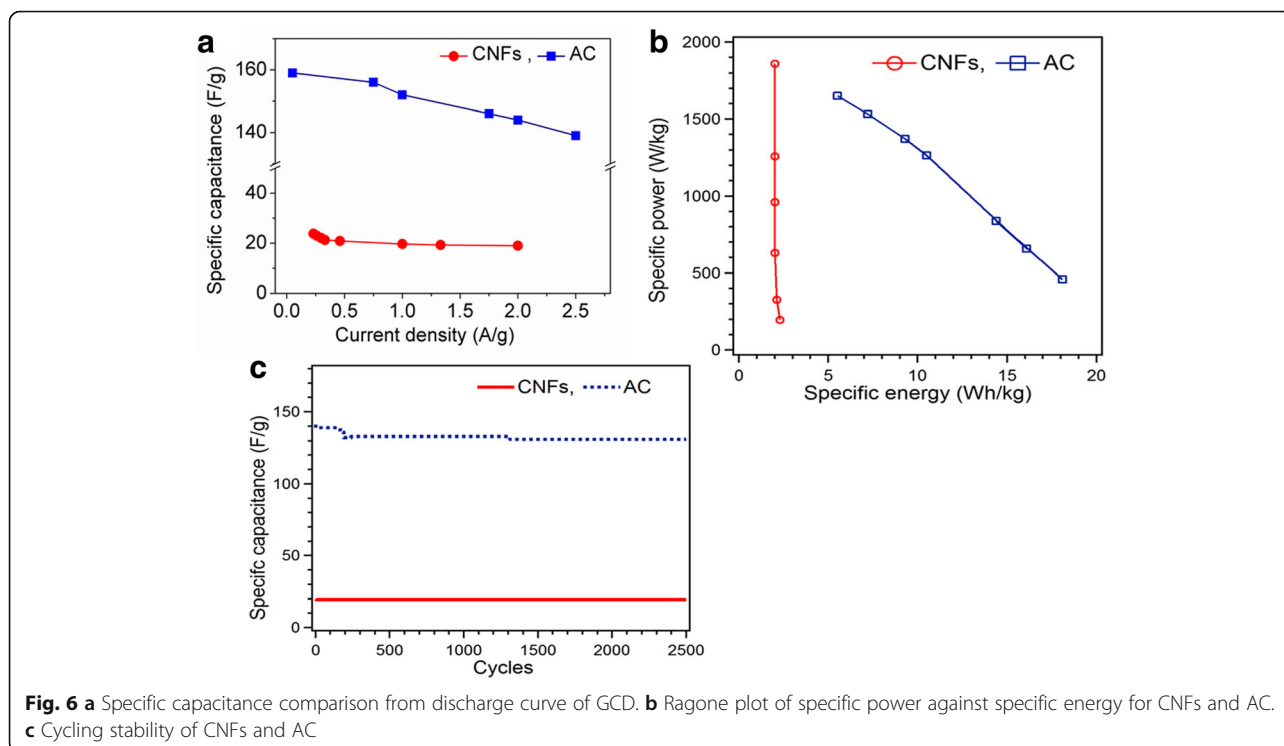 a
CNFs , AC
160
140
40
20
0
Specific capacitance (F/g)
0.0 0.5 1.0 1.5 2.0 2.5
Current density (A/g)
b
CNFs, AC
2000
1500
1000
500
0
Specific power (W/kg)
0 5 10 15 20
Specific energy (Wh/kg)
c
CNFs, AC
150
100
50
0
Specifc capacitance (F/g)
0 500 1000 1500 2000 2500
Cycles
Fig. 6 a Specific capacitance comparison from discharge curve of GCD. b Ragone plot of specific power against specific energy for CNFs and AC.
c Cycling stability of CNFs and AC